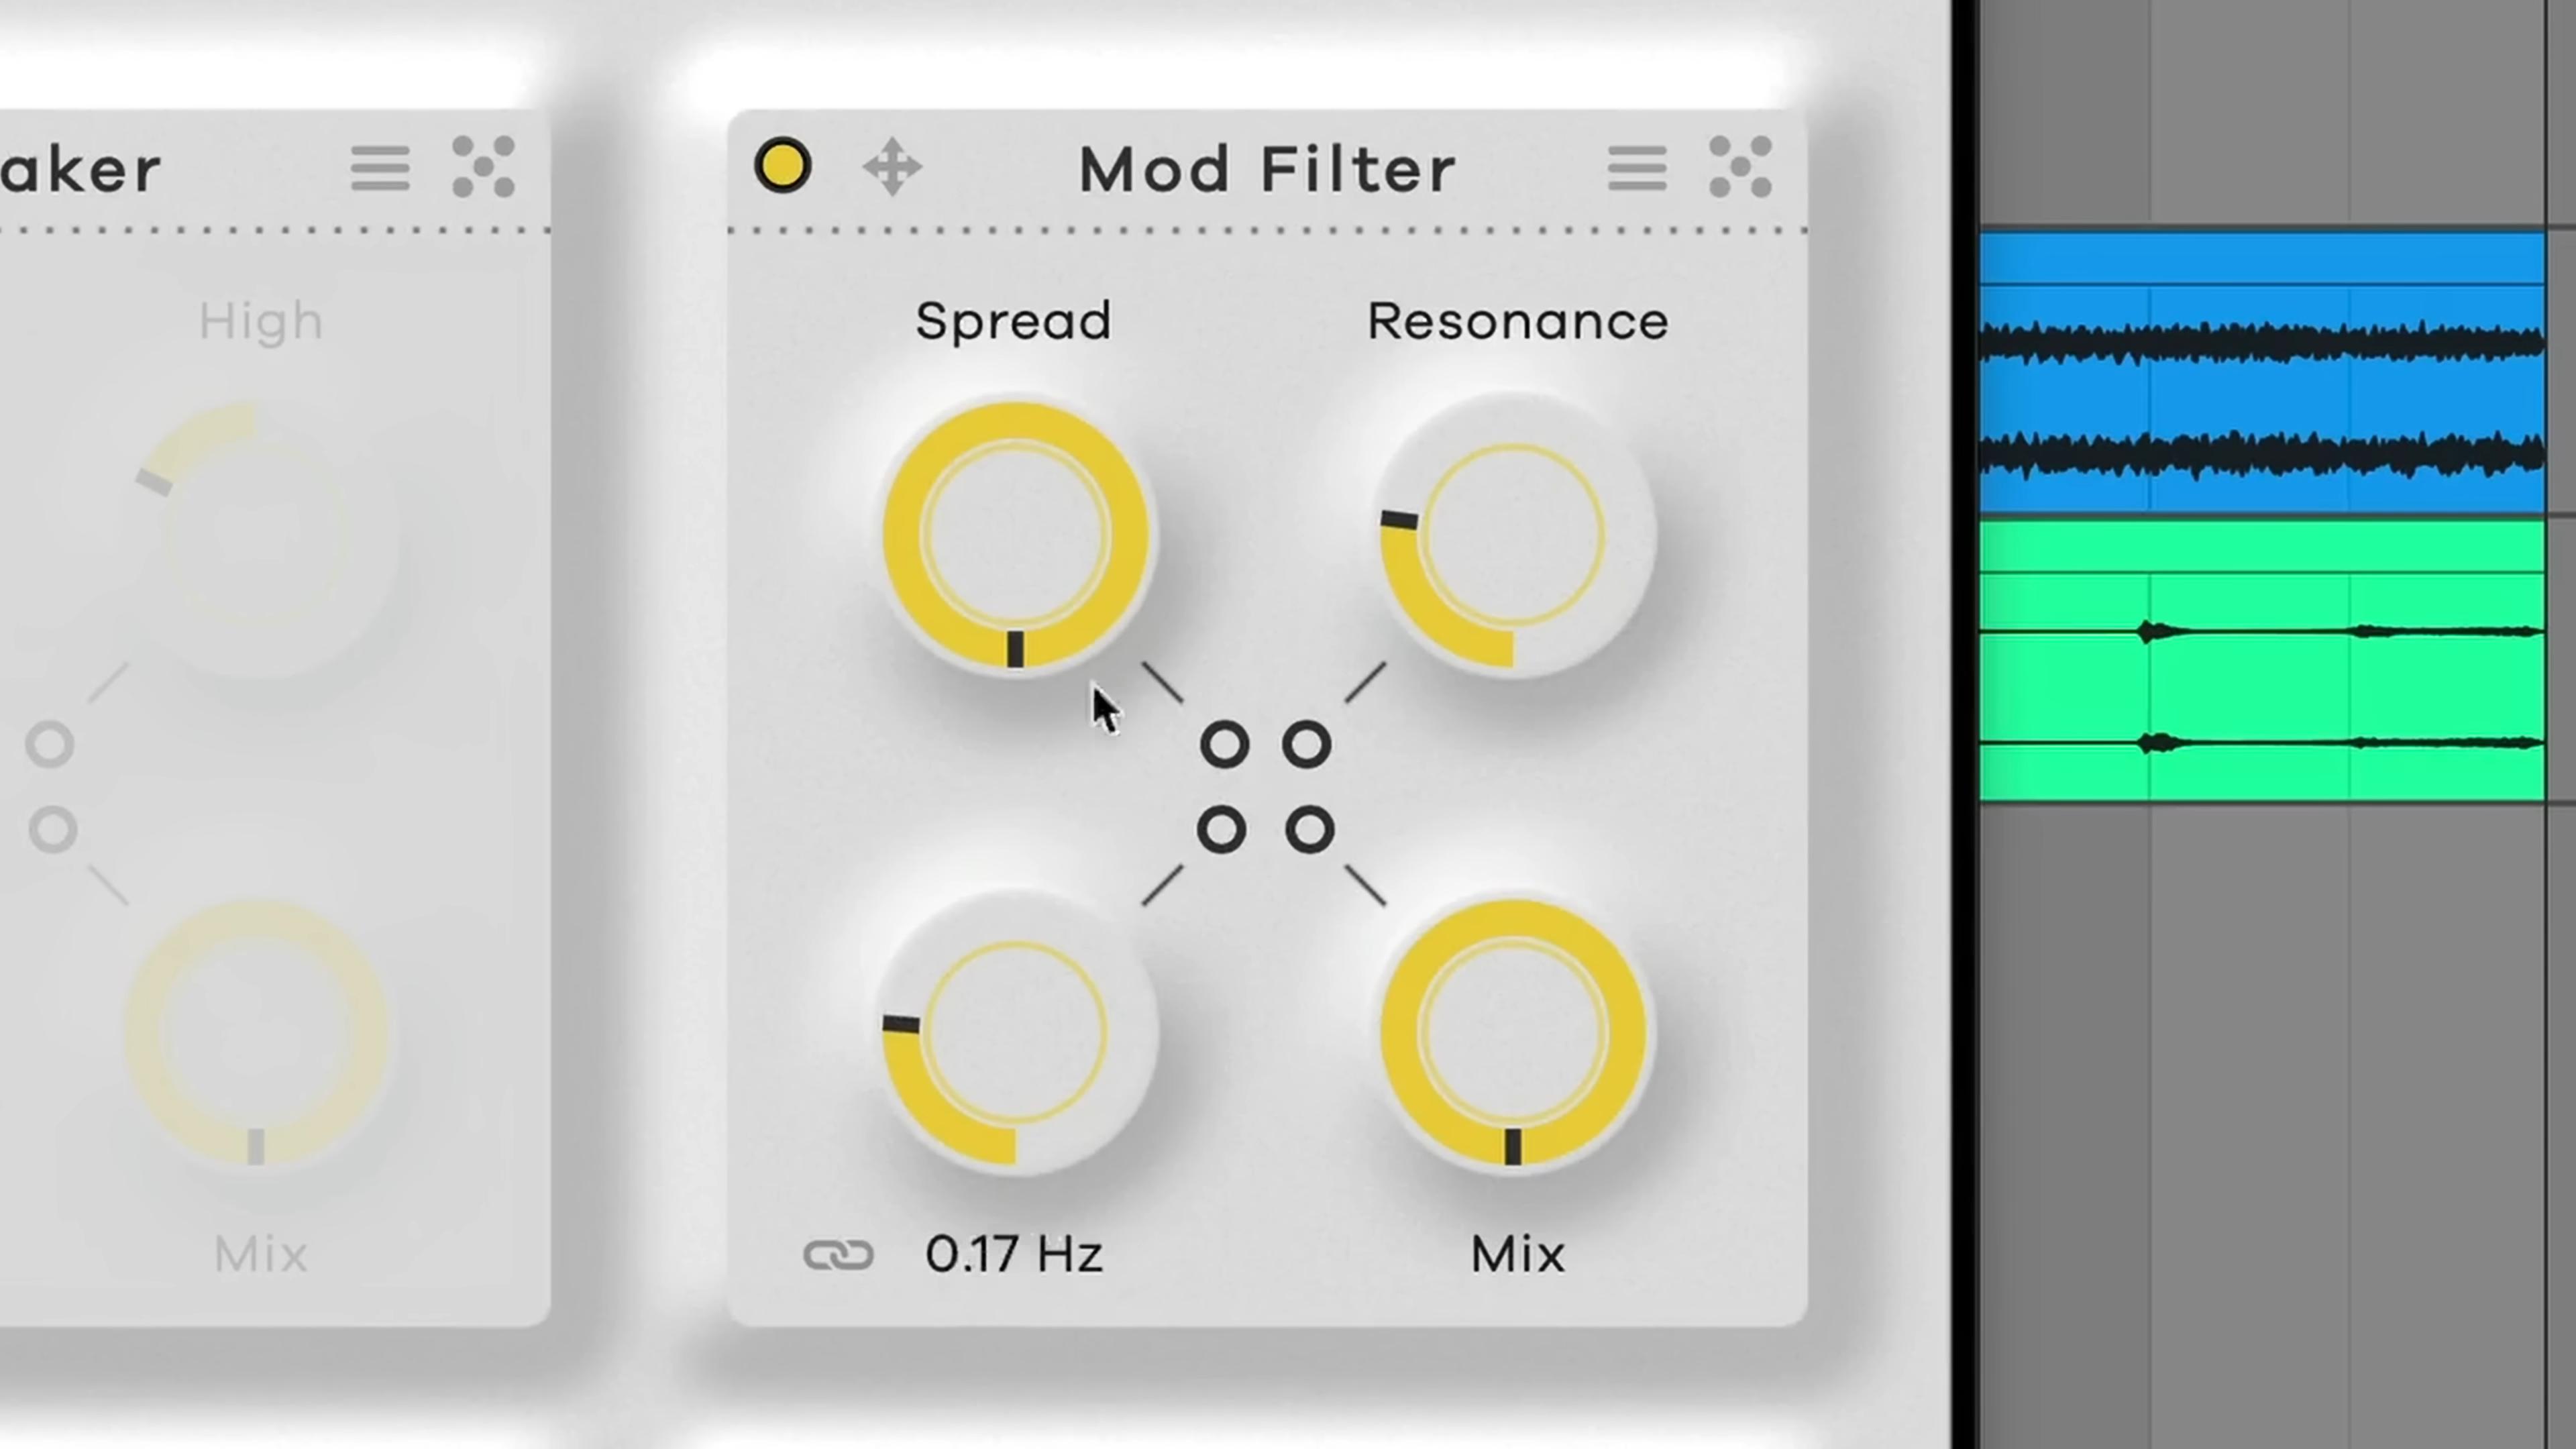 aker
High
Mix
Mod Filter
Spread Resonance
0.17 Hz Mix